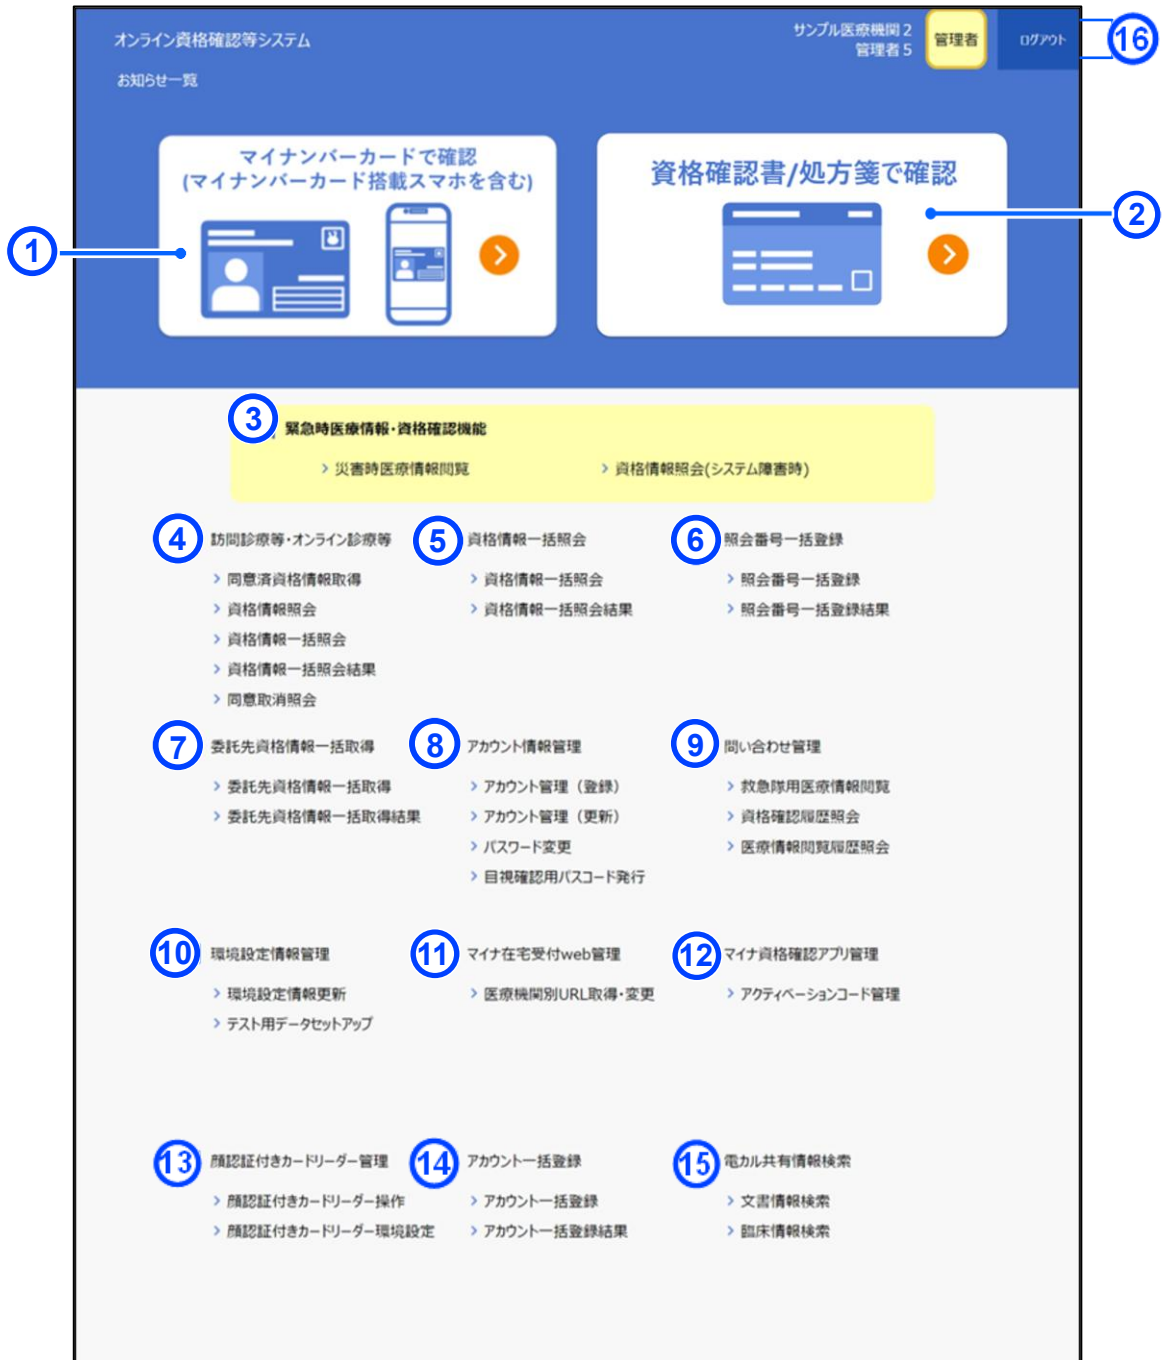 オンライン資格確認等システム
サンプル医療機関 2
管理者 5
管理者
ログアウト
16
お知らせ一覧
マイナンバーカードで確認
(マイナンバーカード搭載スマホを含む)
1
資格確認書/処方箋で確認
2
3 緊急時医療情報・資格確認機能
災害時医療情報閲覧
資格情報照会(システム障害時)
4 訪問診療等・オンライン診療等
同意済資格情報取得
資格情報照会
資格情報一括照会
資格情報一括照会結果
同意取消照会
5 資格情報一括照会
資格情報一括照会
資格情報一括照会結果
6 照会番号一括登録
照会番号一括登録
照会番号一括登録結果
7 委託先資格情報一括取得
委託先資格情報一括取得
委託先資格情報一括取得結果
8 アカウント情報管理
アカウント管理（登録）
アカウント管理（更新）
パスワード変更
目視確認用パスコード発行
9 問い合わせ管理
救急隊用医療情報閲覧
資格確認履歴照会
医療情報閲覧履歴照会
10 環境設定情報管理
環境設定情報更新
テスト用データセットアップ
11 マイナ在宅受付web管理
医療機関別URL取得・変更
12 マイナ資格確認アプリ管理
アクティベーションコード管理
13 顔認証付きカードリーダー管理
顔認証付きカードリーダー操作
顔認証付きカードリーダー環境設定
14 アカウント一括登録
アカウント一括登録
アカウント一括登録結果
15 電カル共有情報検索
文書情報検索
臨床情報検索